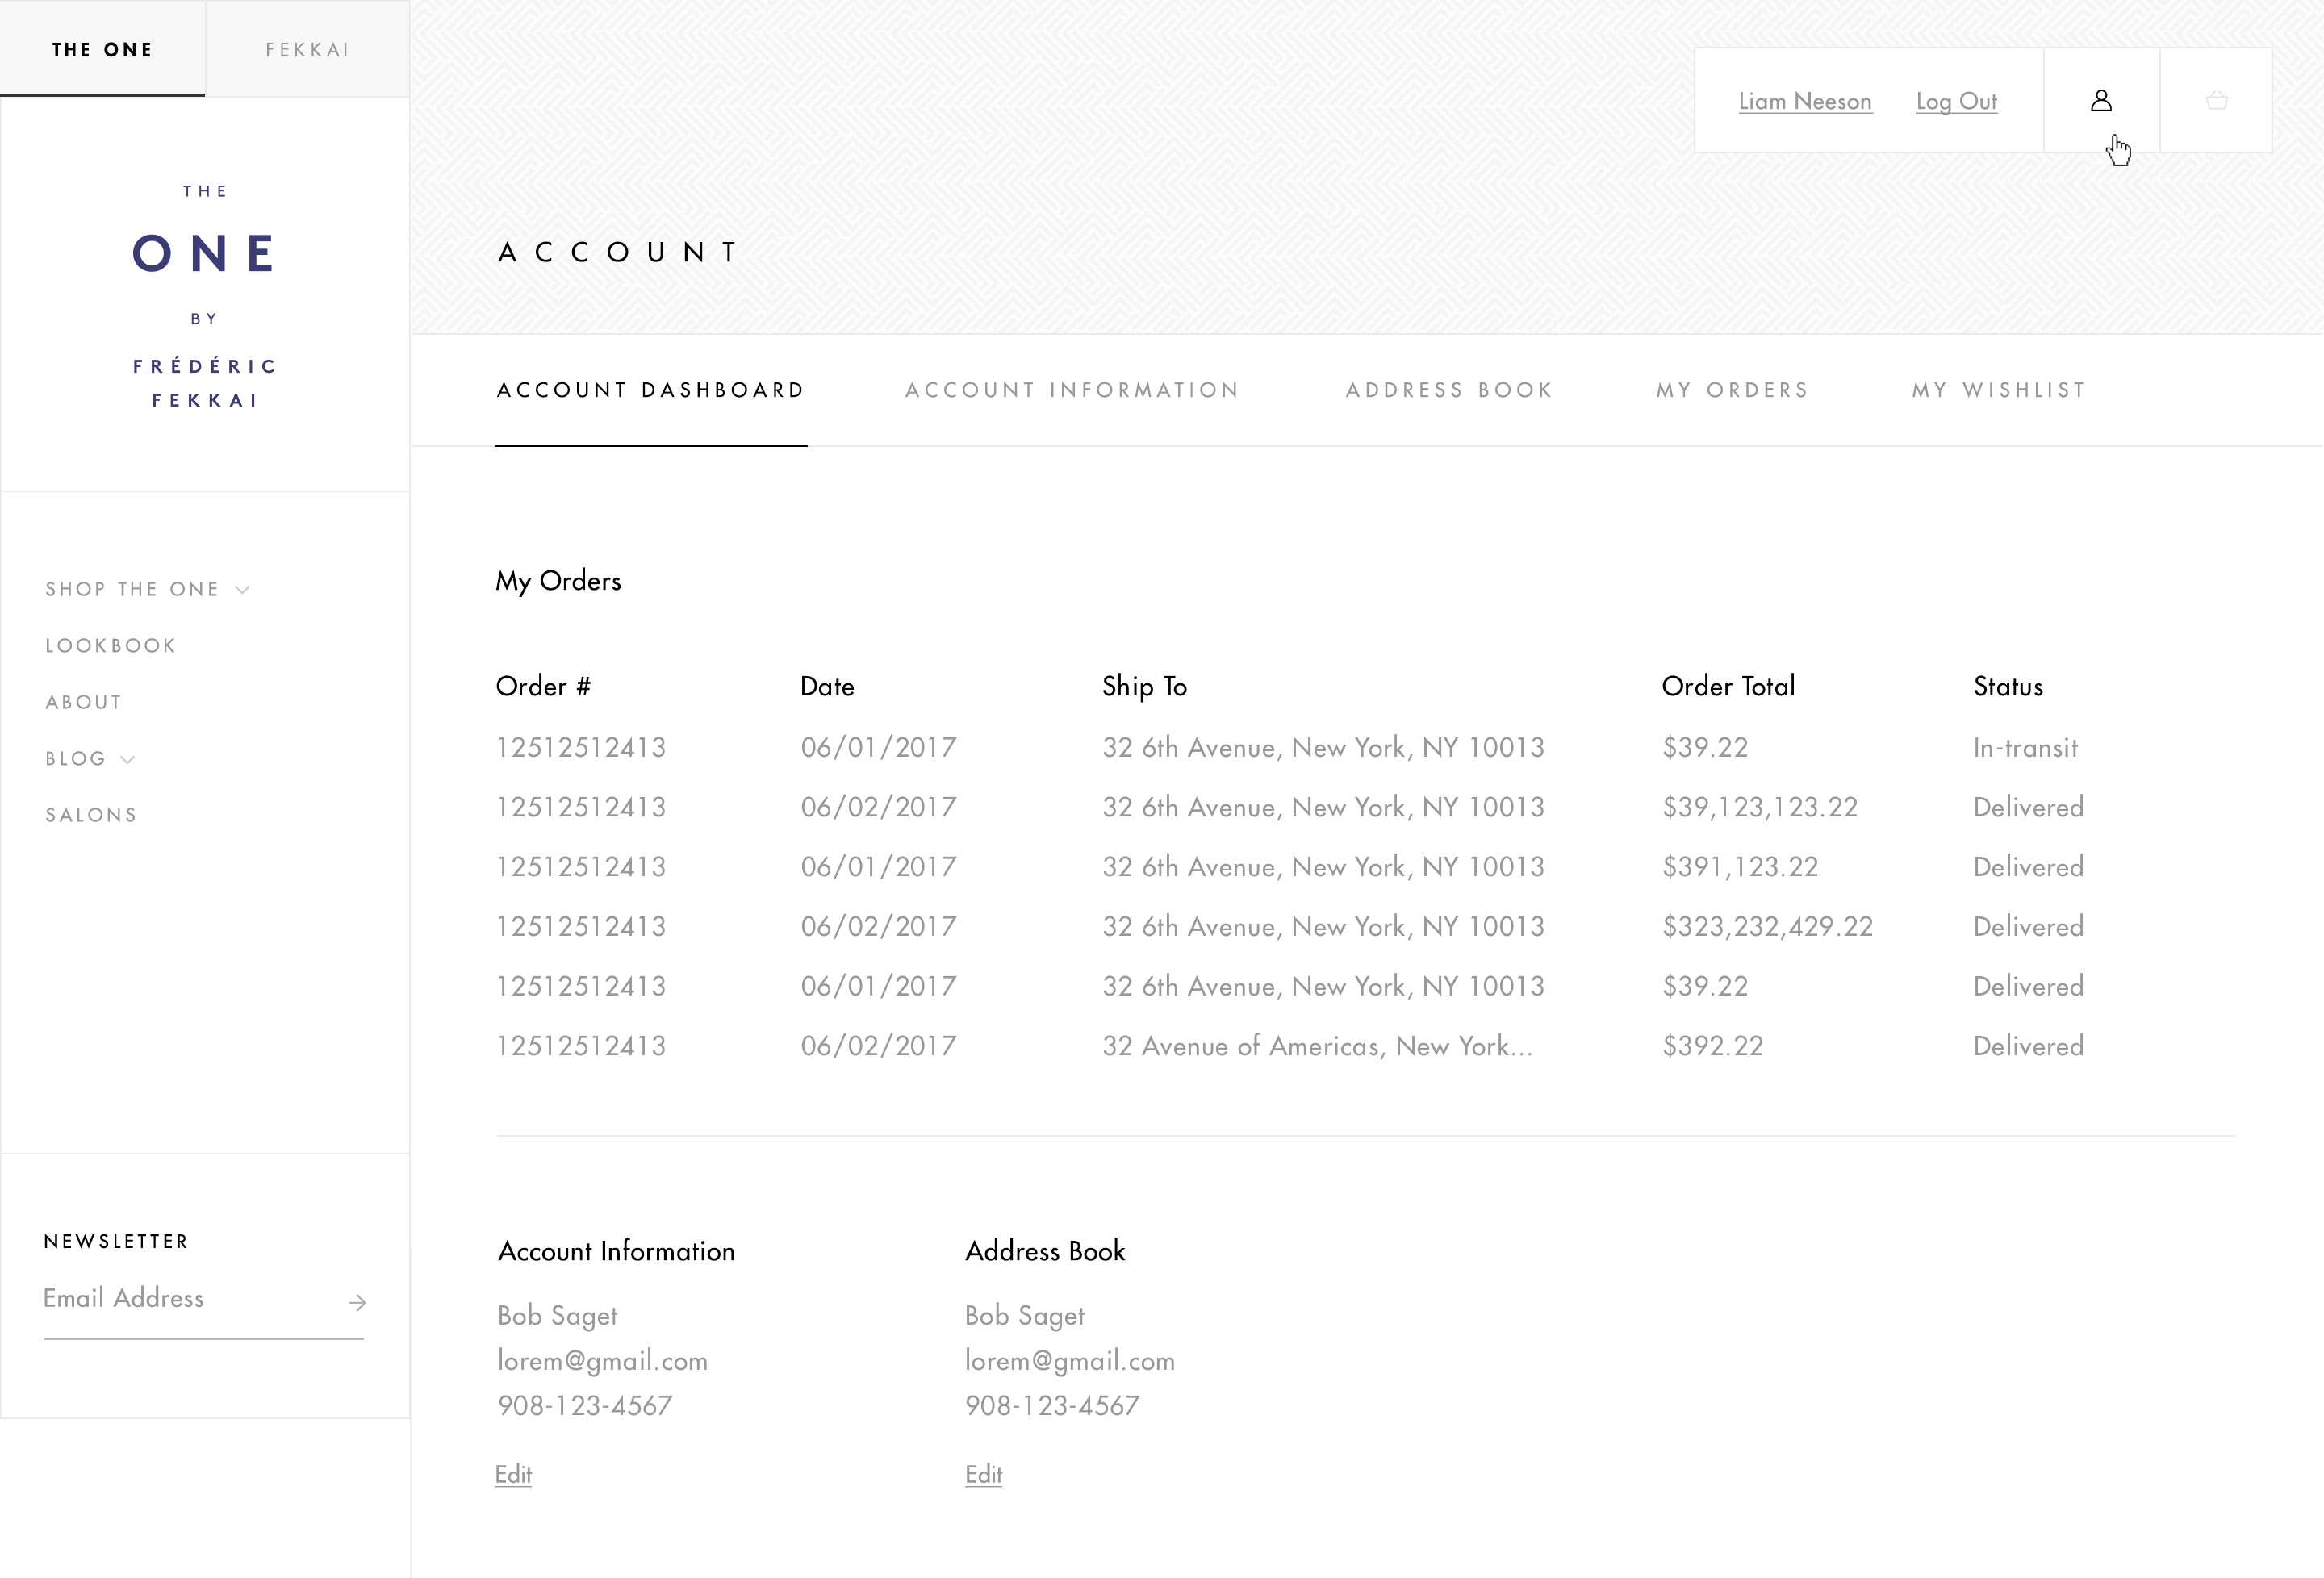 THE ONE
FEKKAI
THE
ONE
BY
FRÉDÉRIC
FEKKAI
SHOP THE ONE
LOOKBOOK
ABOUT
BLOG
SALONS
NEWSLETTER
Email Address
Liam Neeson Log Out
ACCOUNT
ACCOUNT DASHBOARD ACCOUNT INFORMATION ADDRESS BOOK MY ORDERS MY WISHLIST
My Orders
Order # Date Ship To Order Total Status
12512512413 06/01/2017 32 6th Avenue, New York, NY 10013 $39.22 In-transit
12512512413 06/02/2017 32 6th Avenue, New York, NY 10013 $39,123,123.22 Delivered
12512512413 06/01/2017 32 6th Avenue, New York, NY 10013 $391,123.22 Delivered
12512512413 06/02/2017 32 6th Avenue, New York, NY 10013 $323,232,429.22 Delivered
12512512413 06/01/2017 32 6th Avenue, New York, NY 10013 $39.22 Delivered
12512512413 06/02/2017 32 Avenue of Americas, New York... $392.22 Delivered
Account Information
Bob Saget
lorem@gmail.com
908-123-4567
Edit
Address Book
Bob Saget
lorem@gmail.com
908-123-4567
Edit